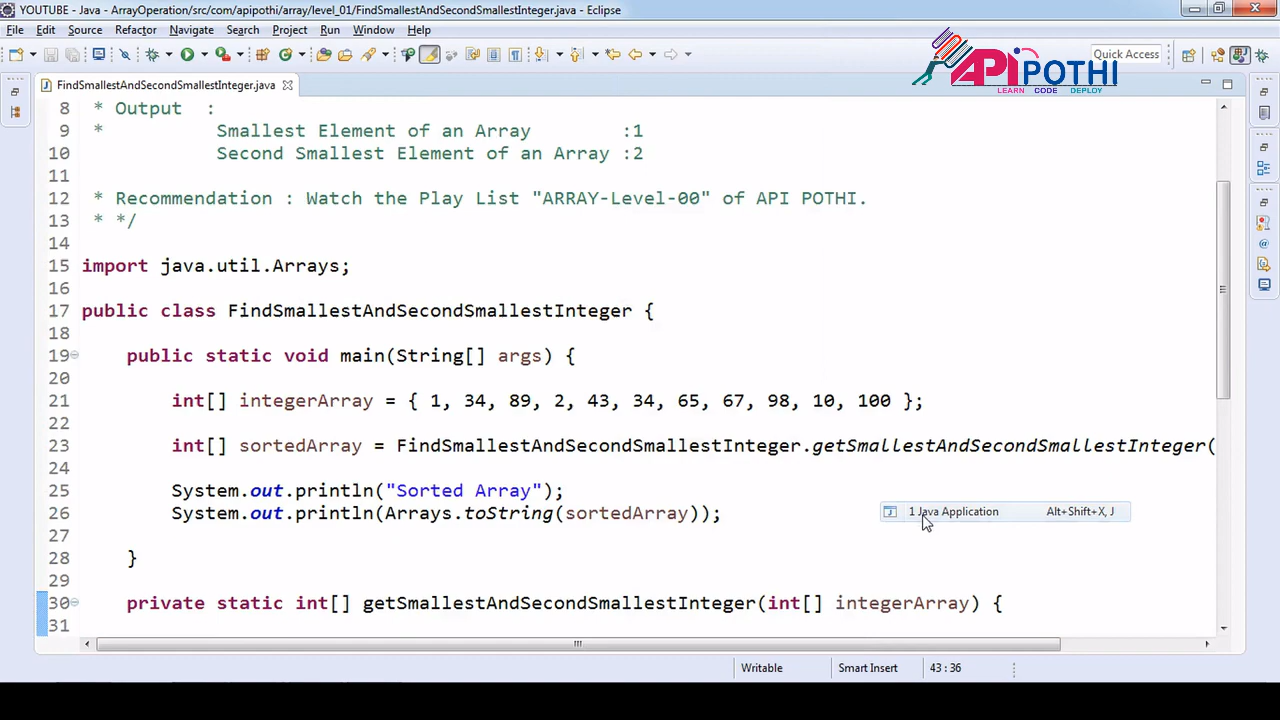 YOUTUBE - Java - ArrayOperation/src/com/apipothi/array/level_01/FindSmallestAndSecondSmallestInteger.java - Eclipse
File Edit Source Refactor Navigate Search Project Run Window Help
Quick Access
APIPOTHI
LEARN CODE DEPLOY
FindSmallestAndSecondSmallestInteger.java
8 * Output :
9 * Smallest Element of an Array :1
10 Second Smallest Element of an Array :2
11
12 * Recommendation : Watch the Play List "ARRAY-Level-00" of API POTHI.
13 * */
14
15 import java.util.Arrays;
16
17 public class FindSmallestAndSecondSmallestInteger {
18
19 public static void main(String[] args) {
20
21 int[] integerArray = { 1, 34, 89, 2, 43, 34, 65, 67, 98, 10, 100 };
22
23 int[] sortedArray = FindSmallestAndSecondSmallestInteger.getSmallestAndSecondSmallestInteger(
24
25 System.out.println("Sorted Array");
26 System.out.println(Arrays.toString(sortedArray));
1 Java Application Alt+Shift+X, J
27
28 }
29
30 private static int[] getSmallestAndSecondSmallestInteger(int[] integerArray) {
31
Writable Smart Insert 43 : 36